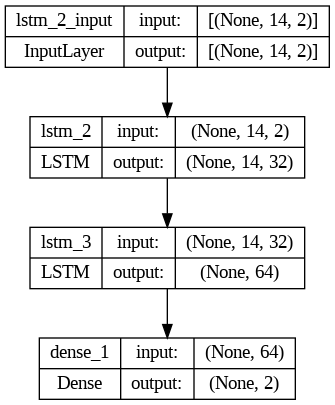 lstm_2_input input: [(None, 14, 2)]
InputLayer output: [(None, 14, 2)]
lstm_2 input: (None, 14, 2)
LSTM output: (None, 14, 32)
lstm_3 input: (None, 14, 32)
LSTM output: (None, 64)
dense_1 input: (None, 64)
Dense output: (None, 2)